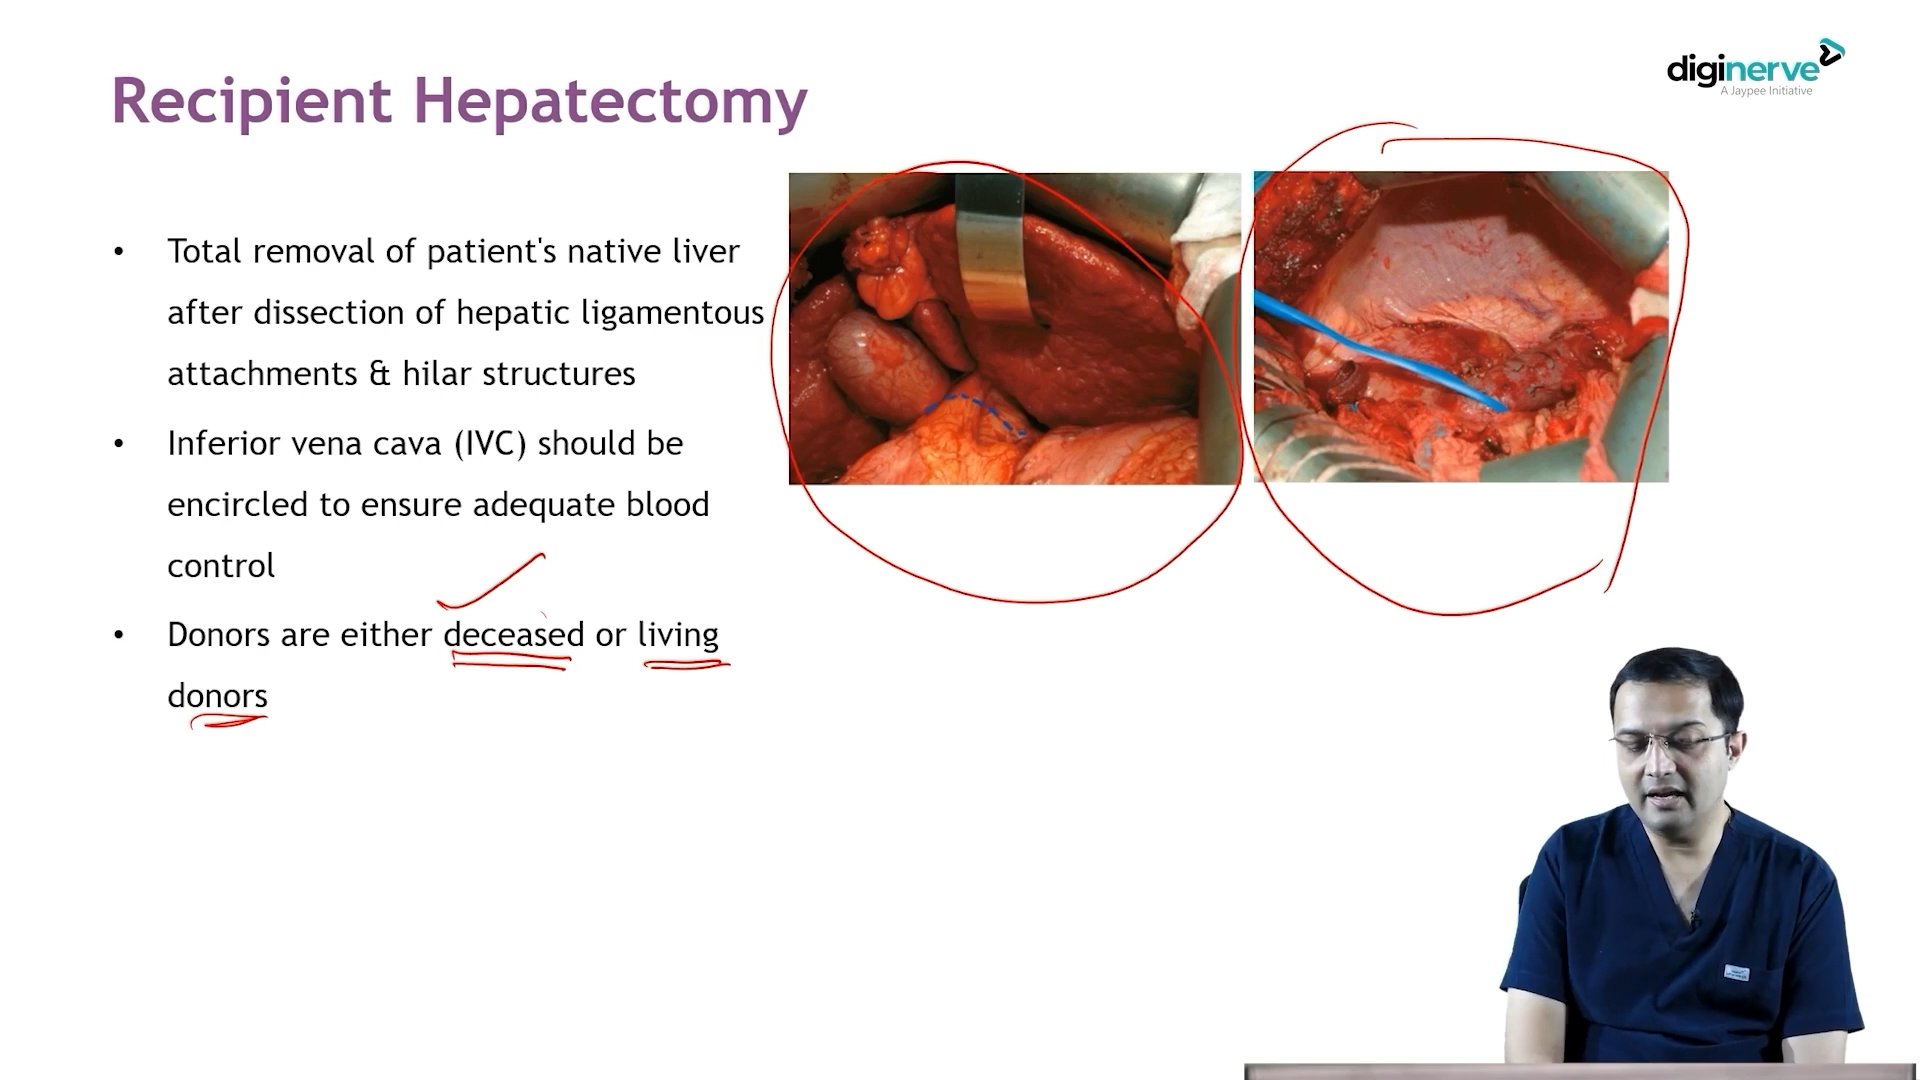 Recipient Hepatectomy
diginerve
A Jaypee Initiative
• Total removal of patient's native liver
after dissection of hepatic ligamentous
attachments & hilar structures
• Inferior vena cava (IVC) should be
encircled to ensure adequate blood
control
• Donors are either deceased or living
donors